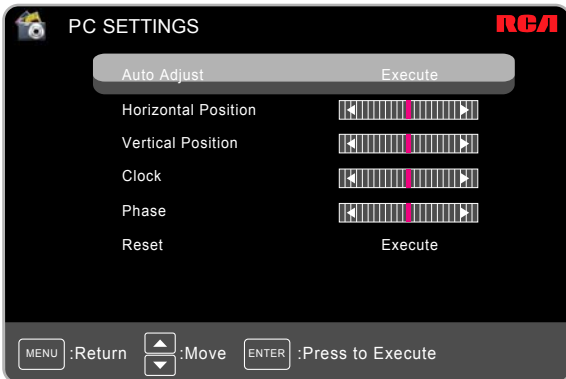 PC SETTINGS RCA
Auto Adjust Execute
Horizontal Position
Vertical Position
Clock
Phase
Reset Execute
MENU :Return :Move ENTER :Press to Execute